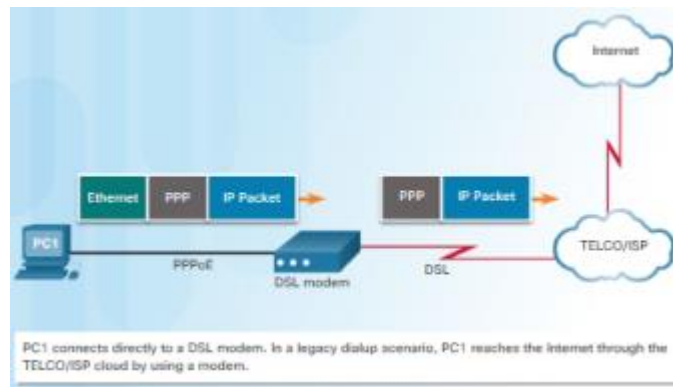 Internet
Ethernet PPP IP Packet
PPP IP Packet
PC1
TELCO/ISP
PPPoE
DSL
DSL modem
PC1 connects directly to a DSL modem. In a legacy dialup scenario, PC1 reaches the Internet through the
TELCO/ISP cloud by using a modem.